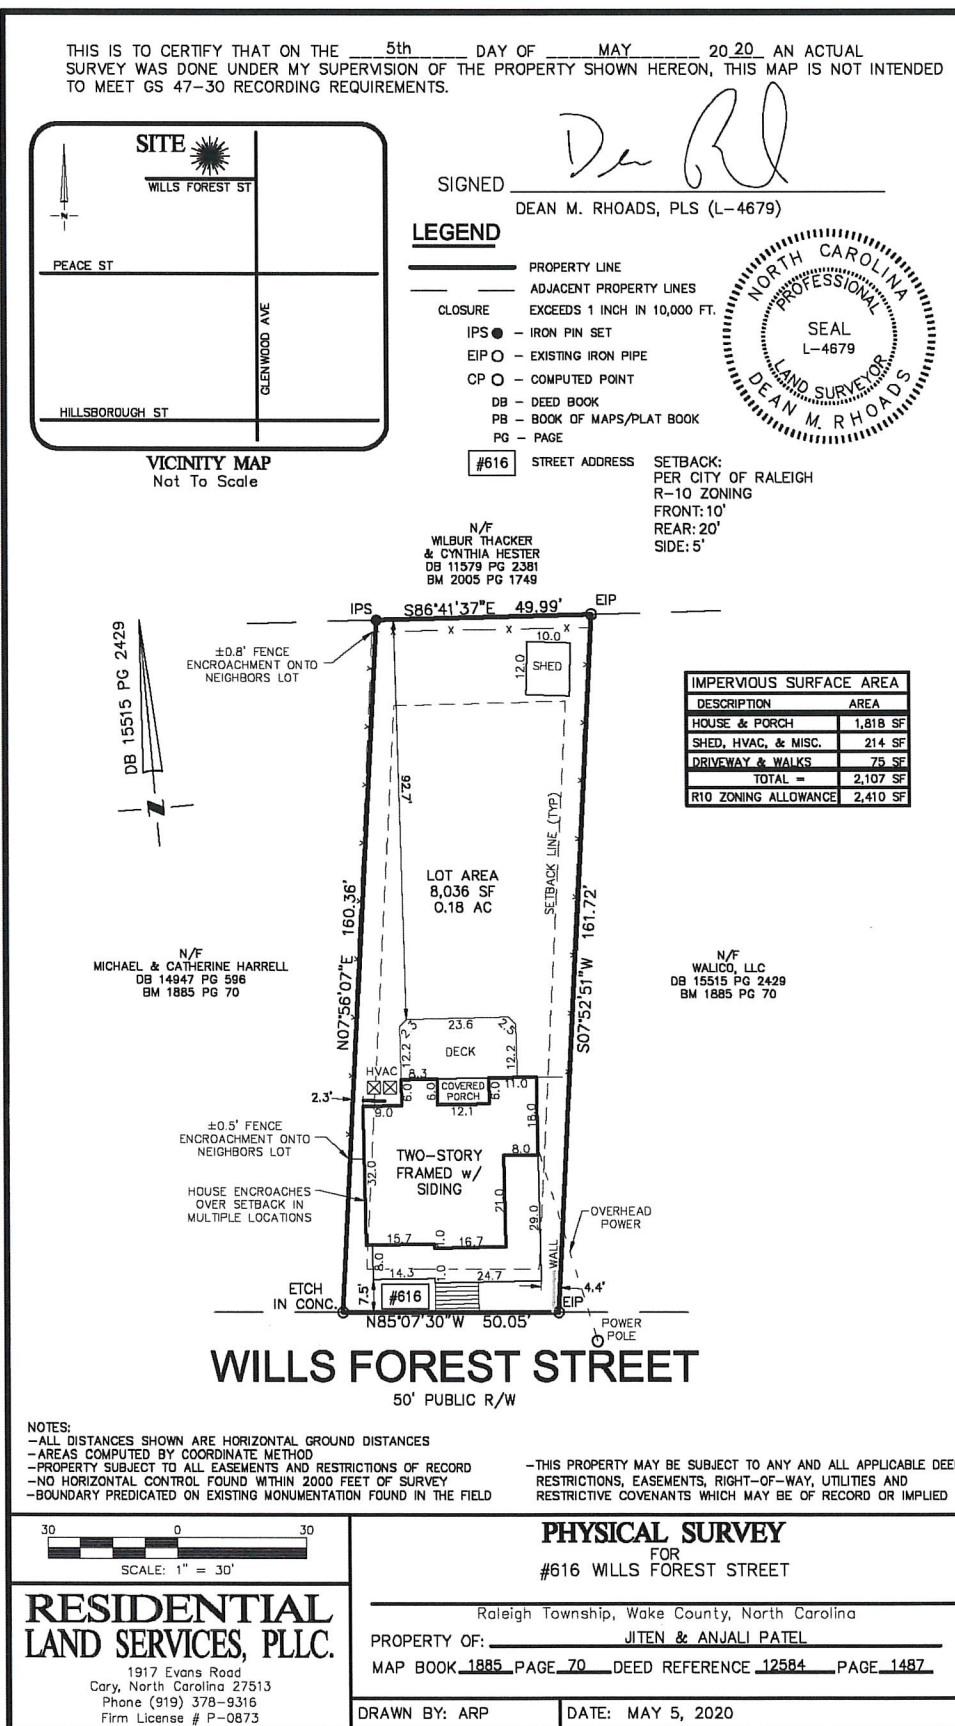 THIS IS TO CERTIFY THAT ON THE 5th DAY OF MAY 20 20 AN ACTUAL
SURVEY WAS DONE UNDER MY SUPERVISION OF THE PROPERTY SHOWN HEREON, THIS MAP IS NOT INTENDED
TO MEET GS 47-30 RECORDING REQUIREMENTS.
SITE
WILLS FOREST ST
N
PEACE ST
GLENWOOD AVE
HILLSBOROUGH ST
VICINITY MAP
Not To Scale
SIGNED
DEAN M. RHOADS, PLS (L-4679)
LEGEND
PROPERTY LINE
ADJACENT PROPERTY LINES
CLOSURE EXCEEDS 1 INCH IN 10,000 FT.
IPS - IRON PIN SET
EIP - EXISTING IRON PIPE
CP - COMPUTED POINT
DB - DEED BOOK
PB - BOOK OF MAPS/PLAT BOOK
PG - PAGE
#616 STREET ADDRESS
NORTH CAROLINA
PROFESSIONAL
SEAL
L-4679
LAND SURVEYOR
DEAN M. RHOADS
SETBACK:
PER CITY OF RALEIGH
R-10 ZONING
FRONT: 10'
REAR: 20'
SIDE: 5'
N/F
WILBUR THACKER
& CYNTHIA HESTER
DB 11579 PG 2381
BM 2005 PG 1749
IPS S86°41'37"E 49.99' EIP
x x x
10.0
12.0
SHED
±0.8' FENCE
ENCROACHMENT ONTO
NEIGHBORS LOT
DB 15515 PG 2429
N
92.7'
IMPERVIOUS SURFACE AREA
DESCRIPTION AREA
HOUSE & PORCH 1,818 SF
SHED, HVAC, & MISC. 214 SF
DRIVEWAY & WALKS 75 SF
TOTAL = 2,107 SF
R10 ZONING ALLOWANCE 2,410 SF
SETBACK LINE (TYP)
LOT AREA
8,036 SF
0.18 AC
N07°56'07"E 160.36'
S07°52'51"W 161.72'
N/F
MICHAEL & CATHERINE HARRELL
DB 14947 PG 596
BM 1885 PG 70
N/F
WALICO, LLC
DB 15515 PG 2429
BM 1885 PG 70
2.3 23.6 2.3
12.2 DECK 12.2
HVAC
8.3 11.0
6.0 6.0 COVERED 6.0
PORCH
2.3'
9.0 12.1 18.0
±0.5' FENCE
ENCROACHMENT ONTO
NEIGHBORS LOT
TWO-STORY
FRAMED w/
SIDING
8.0
32.0
21.0
29.0
HOUSE ENCROACHES
OVER SETBACK IN
MULTIPLE LOCATIONS
OVERHEAD
POWER
15.7 1.0 16.7
8.0
WALL
14.3 1.0 24.7
4.4'
7.5'
#616
ETCH
IN CONC.
EIP
N85°07'30"W 50.05'
POWER
POLE
WILLS FOREST STREET
50' PUBLIC R/W
NOTES:
-ALL DISTANCES SHOWN ARE HORIZONTAL GROUND DISTANCES
-AREAS COMPUTED BY COORDINATE METHOD
-PROPERTY SUBJECT TO ALL EASEMENTS AND RESTRICTIONS OF RECORD
-NO HORIZONTAL CONTROL FOUND WITHIN 2000 FEET OF SURVEY
-BOUNDARY PREDICATED ON EXISTING MONUMENTATION FOUND IN THE FIELD
-THIS PROPERTY MAY BE SUBJECT TO ANY AND ALL APPLICABLE DEE
RESTRICTIONS, EASEMENTS, RIGHT-OF-WAY, UTILITIES AND
RESTRICTIVE COVENANTS WHICH MAY BE OF RECORD OR IMPLIED
30 0 30
SCALE: 1" = 30'
RESIDENTIAL
LAND SERVICES, PLLC.
1917 Evans Road
Cary, North Carolina 27513
Phone (919) 378-9316
Firm License # P-0873
PHYSICAL SURVEY
FOR
#616 WILLS FOREST STREET
Raleigh Township, Wake County, North Carolina
PROPERTY OF: JITEN & ANJALI PATEL
MAP BOOK 1885 PAGE 70 DEED REFERENCE 12584 PAGE 1487
DRAWN BY: ARP
DATE: MAY 5, 2020